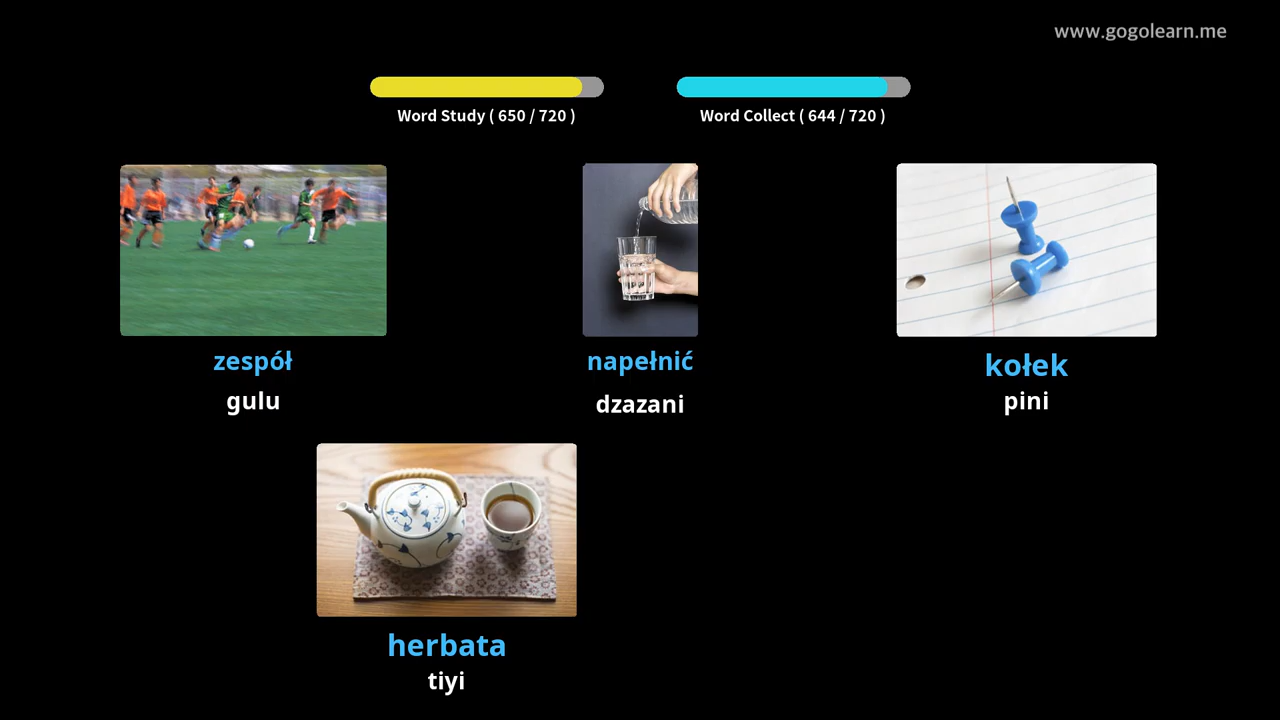 www.gogolearn.me
Word Study ( 650 / 720 )
Word Collect ( 644 / 720 )
zespół
gulu
napełnić
dzazani
kołek
pini
herbata
tiyi